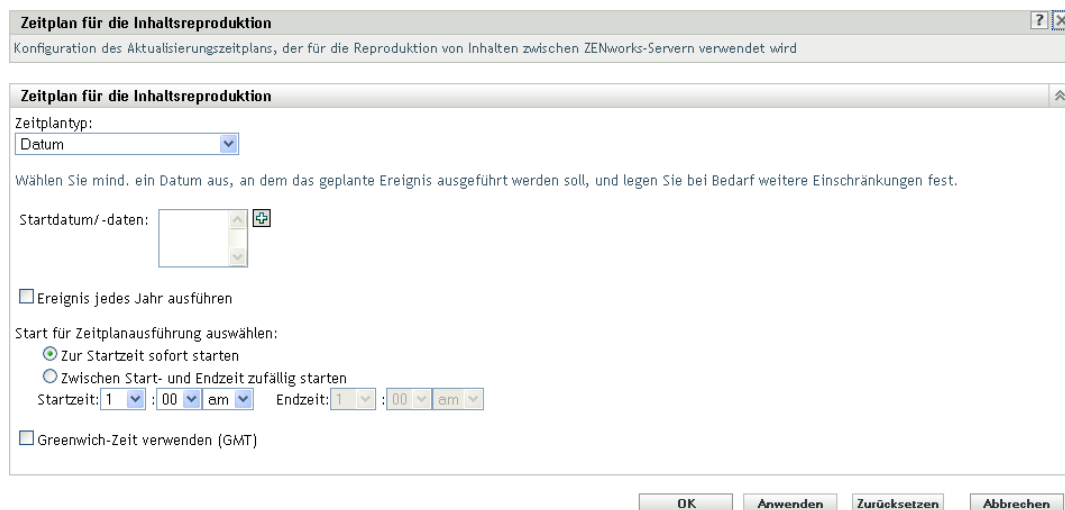 Zeitplan für die Inhaltsreproduktion ?
Konfiguration des Aktualisierungszeitplans, der für die Reproduktion von Inhalten zwischen ZENworks-Servern verwendet wird
Zeitplan für die Inhaltsreproduktion
Zeitplantyp:
Datum
Wählen Sie mind. ein Datum aus, an dem das geplante Ereignis ausgeführt werden soll, und legen Sie bei Bedarf weitere Einschränkungen fest.
Startdatum/-daten:
Ereignis jedes Jahr ausführen
Start für Zeitplanausführung auswählen:
Zur Startzeit sofort starten
Zwischen Start- und Endzeit zufällig starten
Startzeit: 1 : 00 am Endzeit: 1 : 00 am
Greenwich-Zeit verwenden (GMT)
OK Anwenden Zurücksetzen Abbrechen